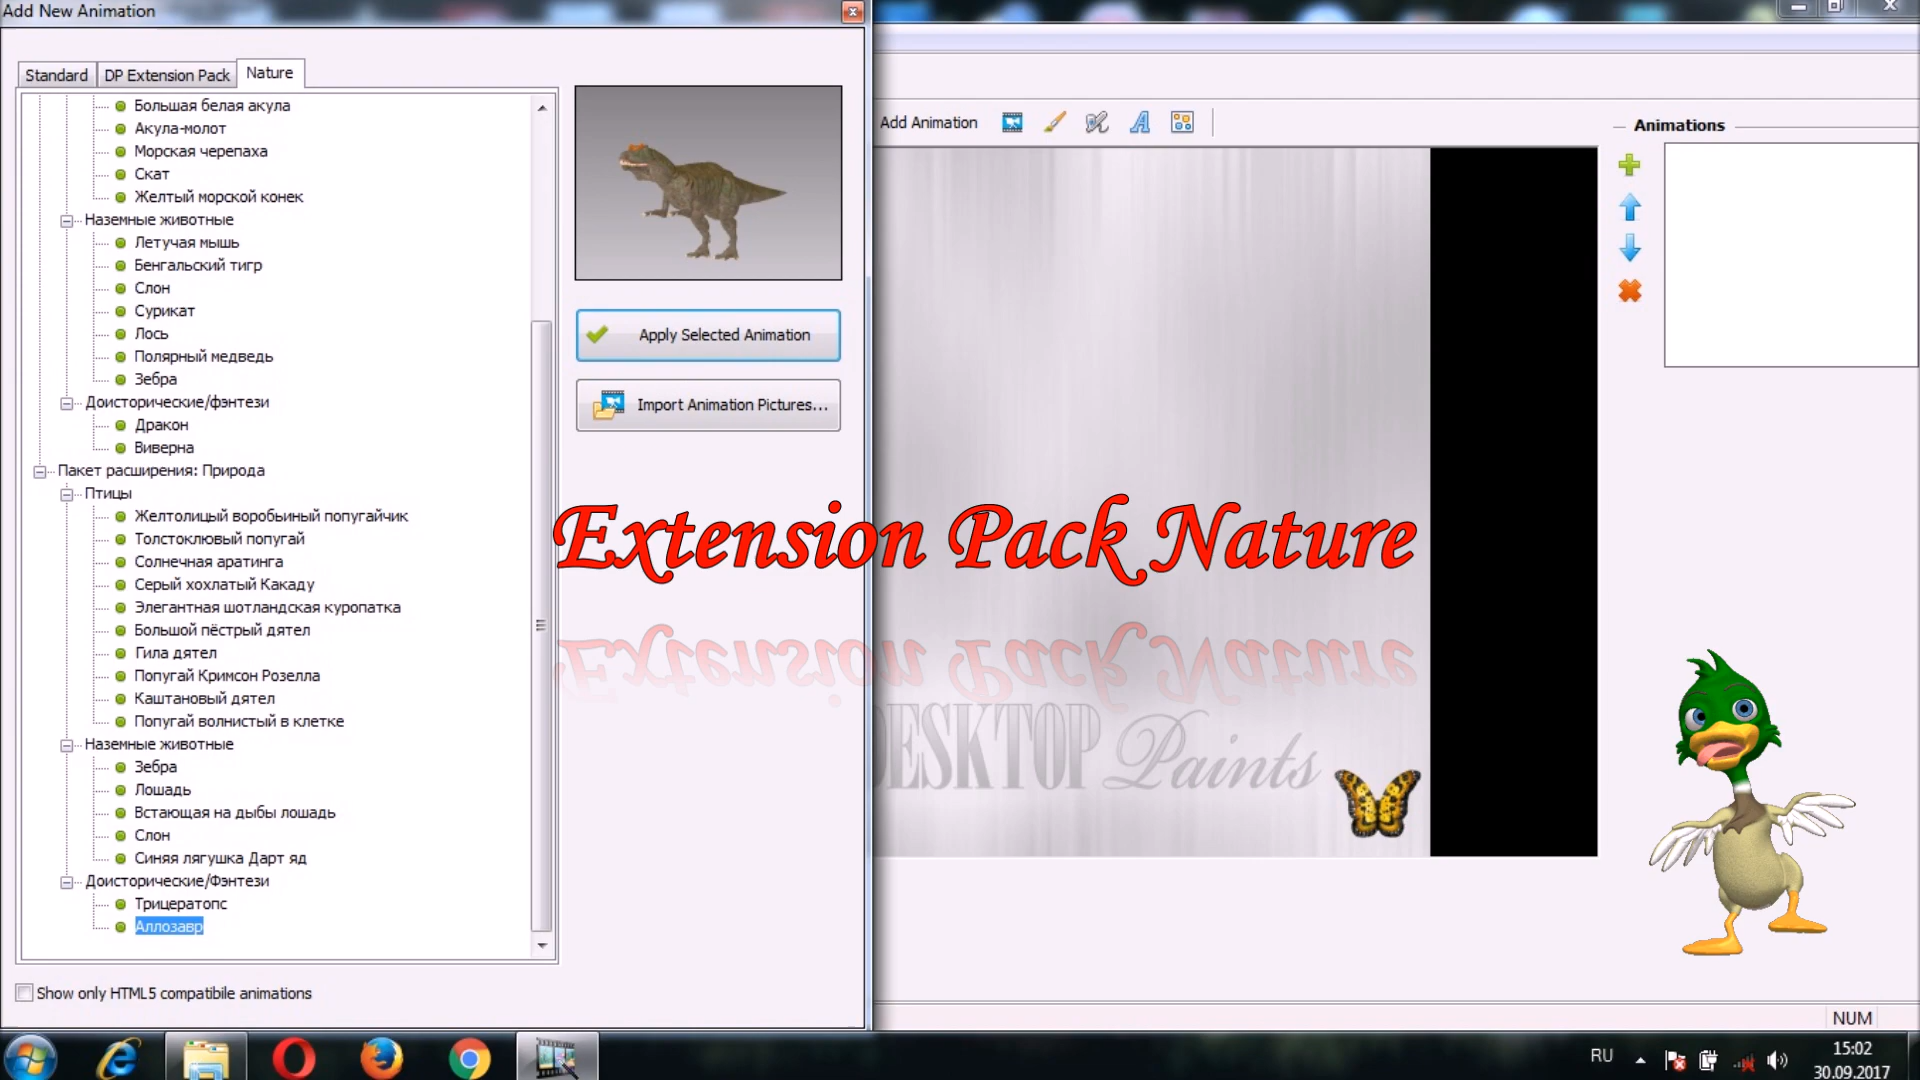 Add New Animation
Standard
DP Extension Pack
Nature
Большая белая акула
Акула-молот
Морская черепаха
Скат
Желтый морской конек
Наземные животные
Летучая мышь
Бенгальский тигр
Слон
Сурикат
Лось
Полярный медведь
Зебра
Доисторические/фэнтези
Дракон
Виверна
Пакет расширения: Природа
Птицы
Желтолицый воробьиный попугайчик
Толстоклювый попугай
Солнечная аратинга
Серый хохлатый Какаду
Элегантная шотландская куропатка
Большой пёстрый дятел
Гила дятел
Попугай Кримсон Розелла
Каштановый дятел
Попугай волнистый в клетке
Наземные животные
Зебра
Лошадь
Встающая на дыбы лошадь
Слон
Синяя лягушка Дарт яд
Доисторические/Фэнтези
Трицератопс
Аллозавр
Show only HTML5 compatibile animations
Apply Selected Animation
Import Animation Pictures...
Add Animation
Animations
Extension Pack Nature
DESKTOP Paints
NUM
RU
15:02
30.09.2017